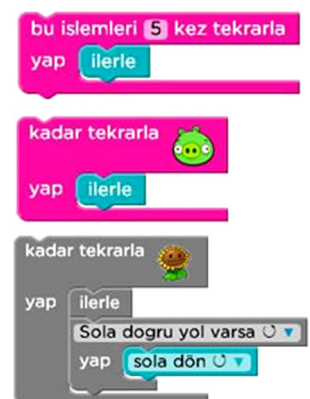 bu islemleri 5 kez tekrarla
yap ilerle
kadar tekrarla
yap ilerle
kadar tekrarla
yap ilerle
Sola dogru yol varsa ↺ ▼
yap sola dön ↺ ▼